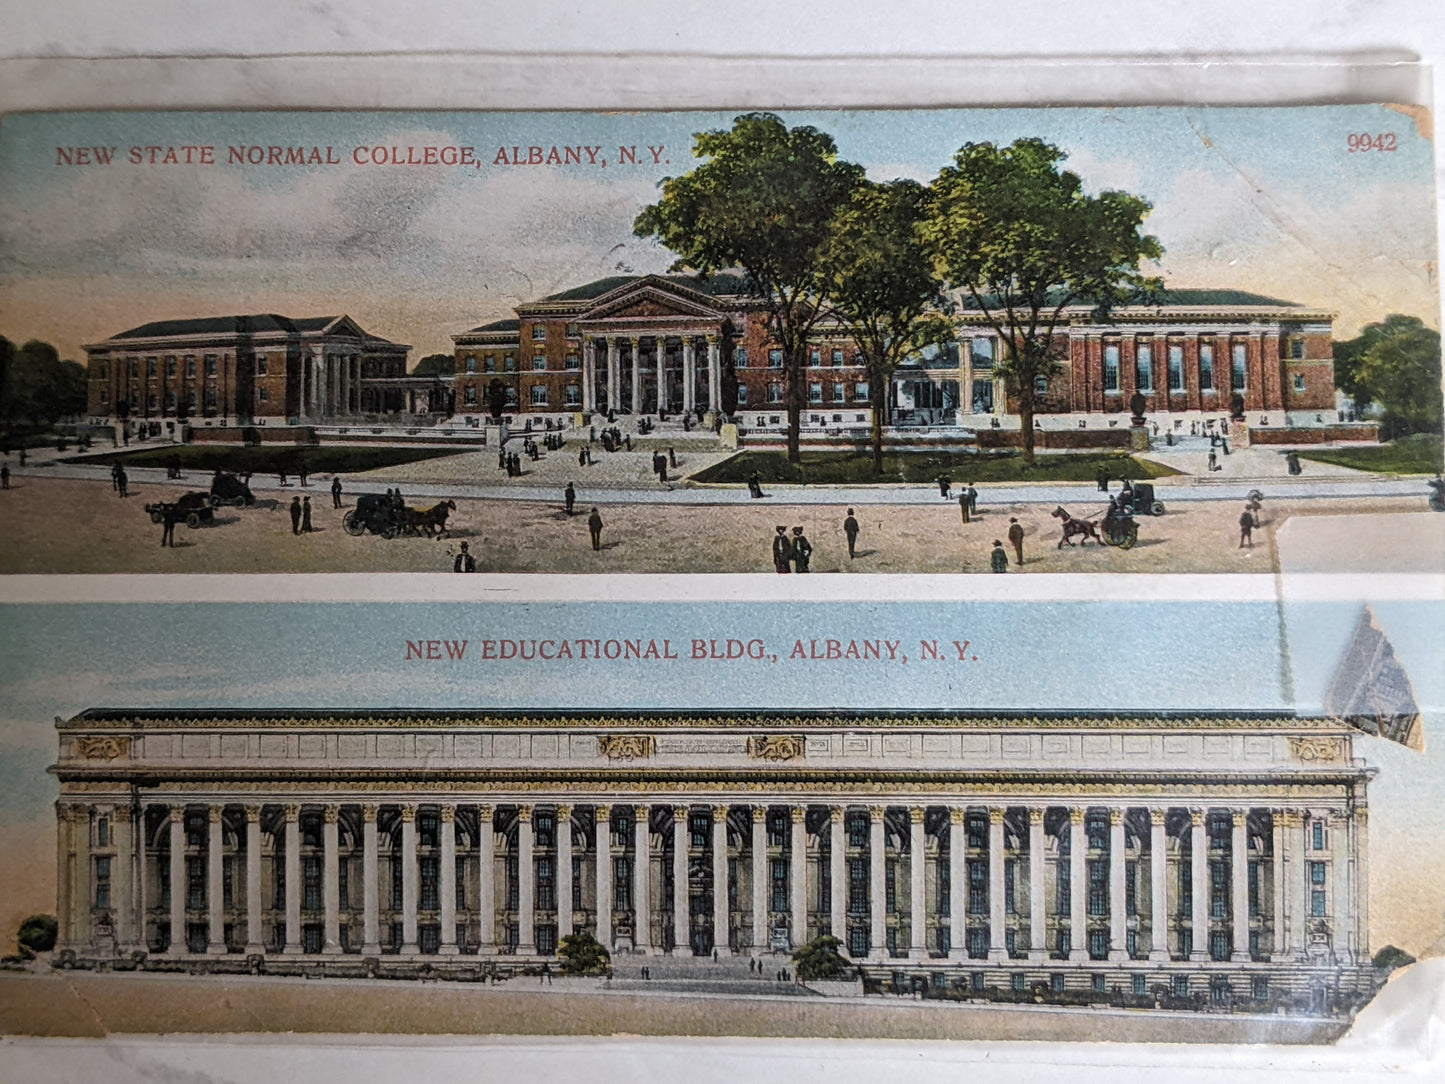 NEW STATE NORMAL COLLEGE, ALBANY, N.Y.
9942
NEW EDUCATIONAL BLDG., ALBANY, N.Y.